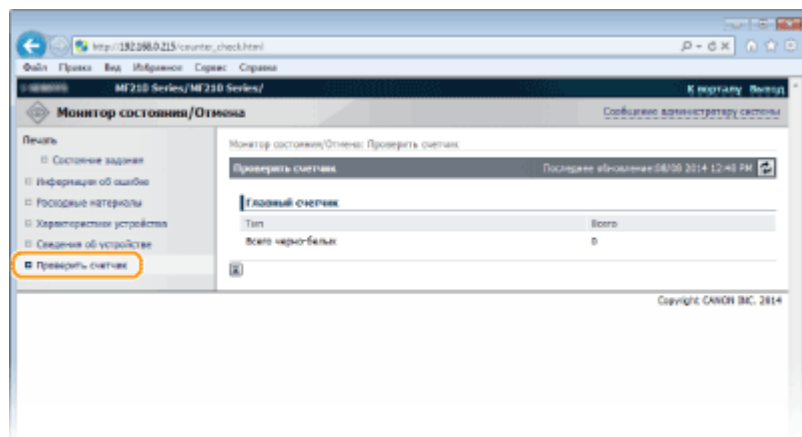 http://192.168.0.215/counter_check.html
Файл Правка Вид Избранное Сервис Справка
MF210 Series/MF210 Series/ К порталу Выход
Монитор состояния/Отмена Сообщение администратору системы
Печать
Состояние задания
Информация об ошибке
Расходные материалы
Характеристики устройства
Сведения об устройстве
Проверить счетчик
Монитор состояния/Отмена: Проверить счетчик
Проверить счетчик Последнее обновление:08/08 2014 12:40 PM
Главный счетчик
Тип Всего
Всего черно-белых 0
Copyright CANON INC. 2014